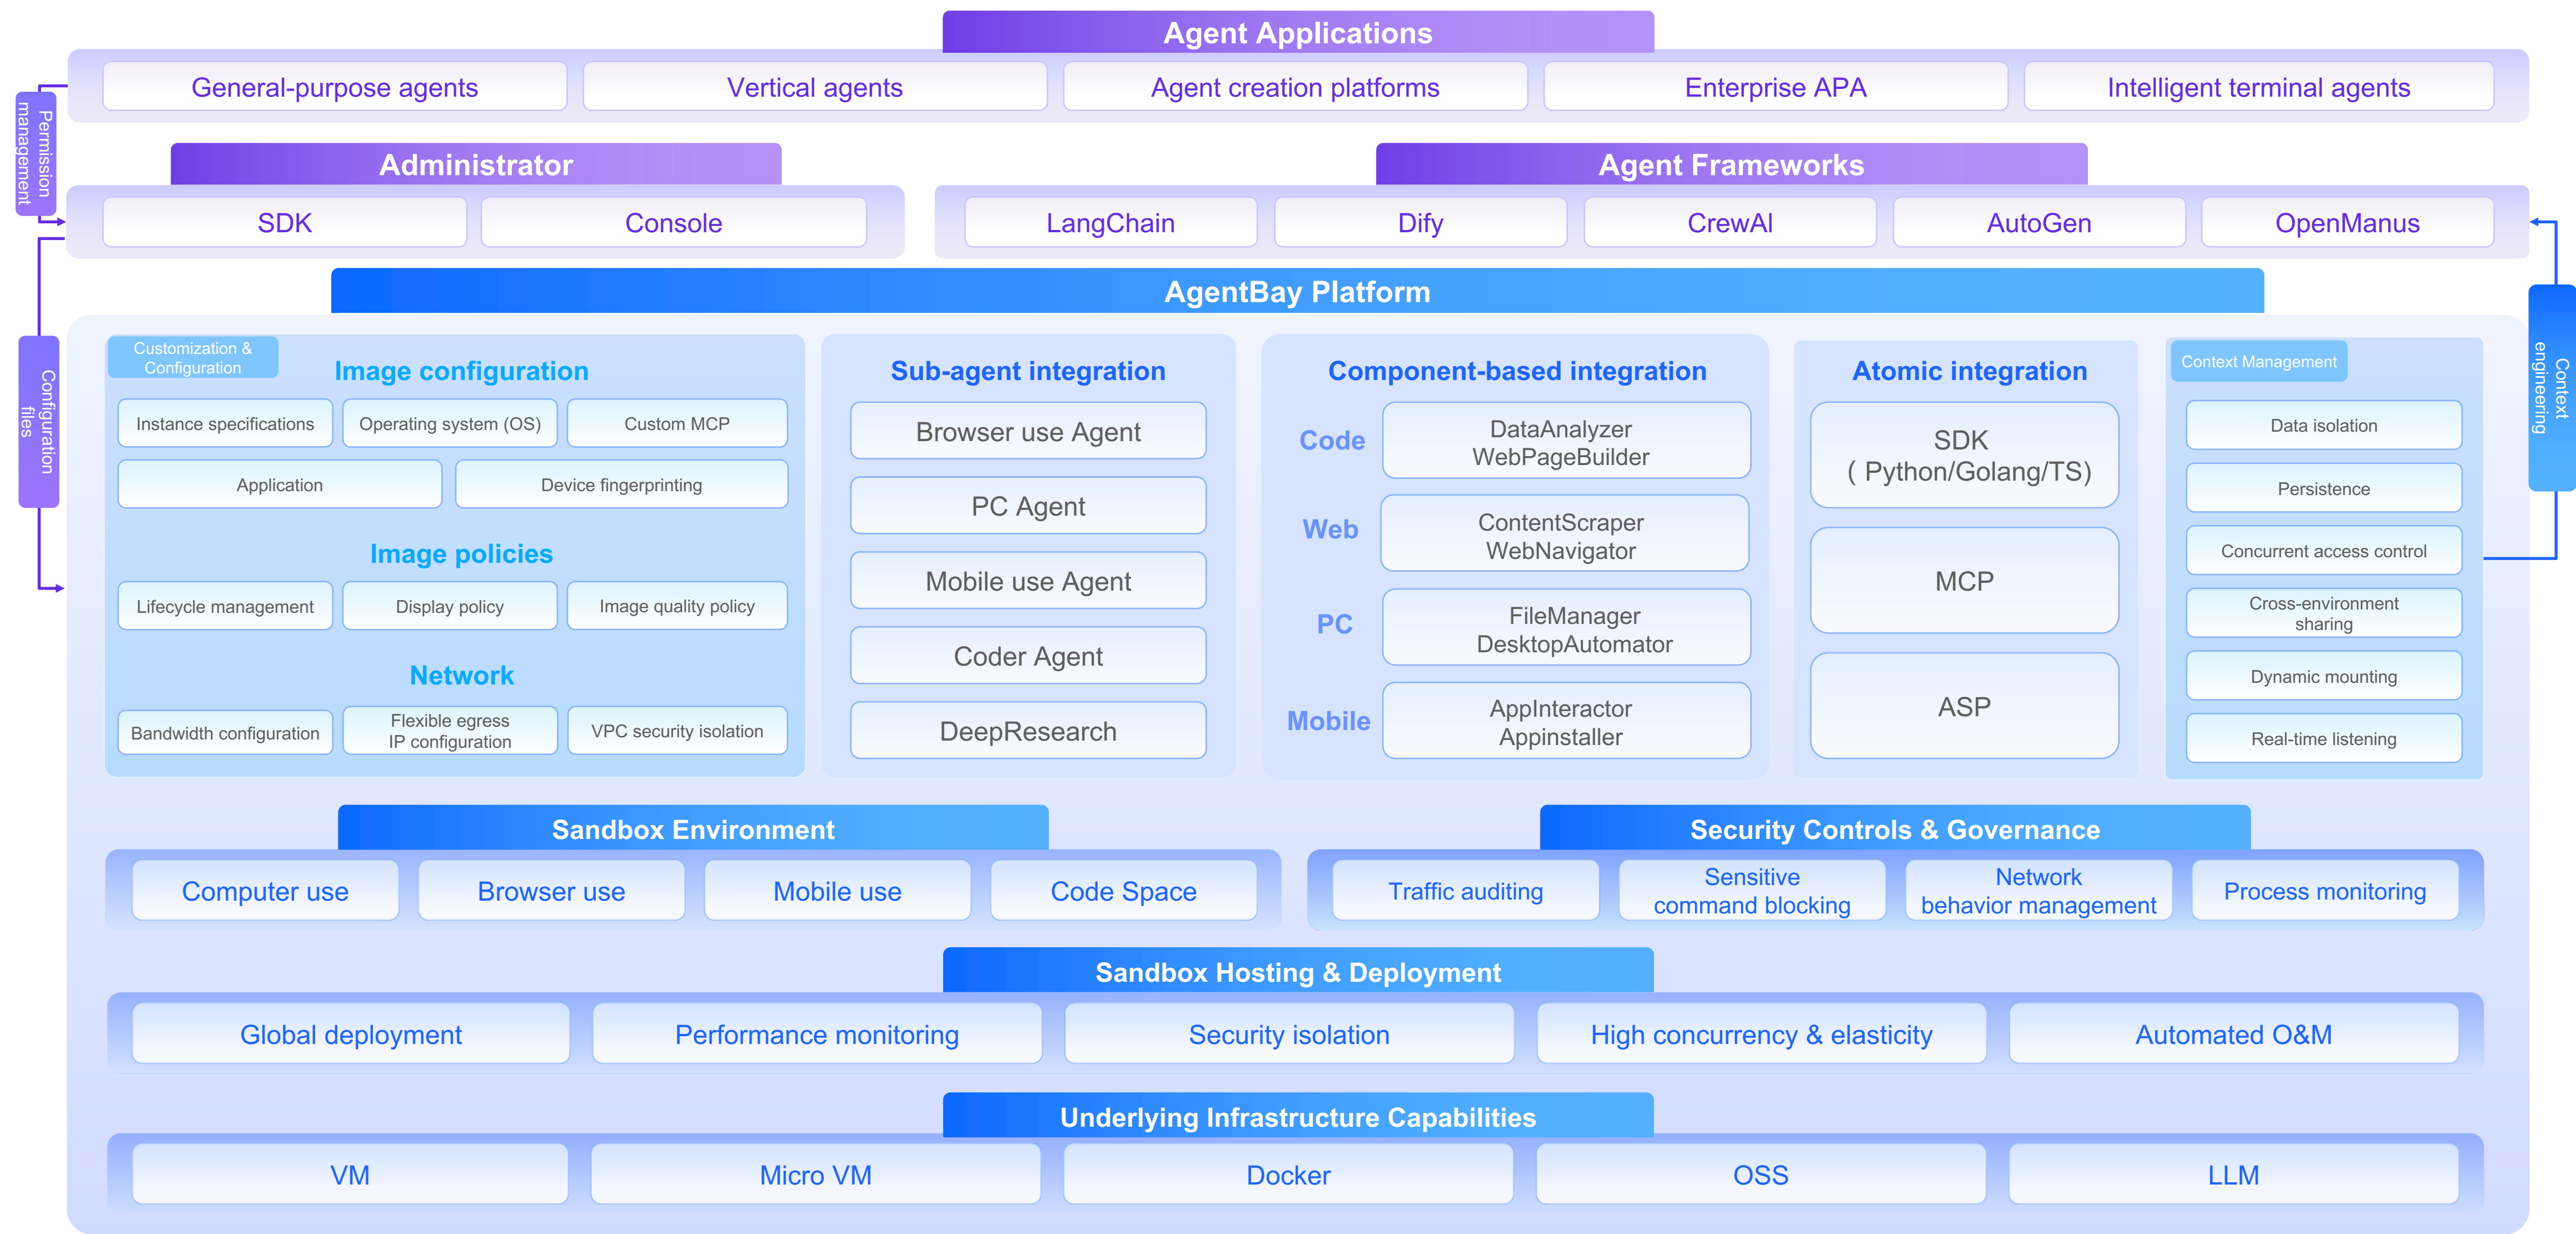 Agent Applications
General-purpose agents
Vertical agents
Agent creation platforms
Enterprise APA
Intelligent terminal agents
Permission
management
Administrator
SDK
Console
Agent Frameworks
LangChain
Dify
CrewAI
AutoGen
OpenManus
AgentBay Platform
Configuration
files
Context
engineering
Customization &
Configuration
Image configuration
Instance specifications
Operating system (OS)
Custom MCP
Application
Device fingerprinting
Image policies
Lifecycle management
Display policy
Image quality policy
Network
Bandwidth configuration
Flexible egress
IP configuration
VPC security isolation
Sub-agent integration
Browser use Agent
PC Agent
Mobile use Agent
Coder Agent
DeepResearch
Component-based integration
Code
DataAnalyzer
WebPageBuilder
Web
ContentScraper
WebNavigator
PC
FileManager
DesktopAutomator
Mobile
AppInteractor
Appinstaller
Atomic integration
SDK
( Python/Golang/TS)
MCP
ASP
Context Management
Data isolation
Persistence
Concurrent access control
Cross-environment
sharing
Dynamic mounting
Real-time listening
Sandbox Environment
Computer use
Browser use
Mobile use
Code Space
Security Controls & Governance
Traffic auditing
Sensitive
command blocking
Network
behavior management
Process monitoring
Sandbox Hosting & Deployment
Global deployment
Performance monitoring
Security isolation
High concurrency & elasticity
Automated O&M
Underlying Infrastructure Capabilities
VM
Micro VM
Docker
OSS
LLM